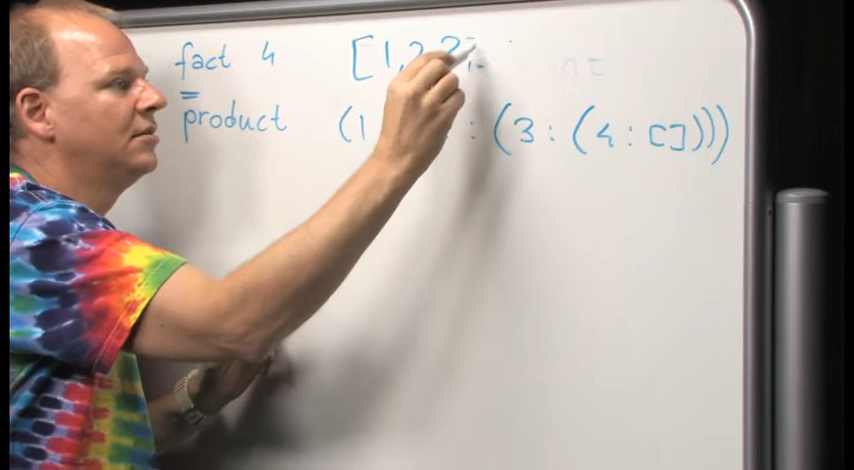 fact 4 [1,2,3
= product (1 : (3 : (4 : [])))